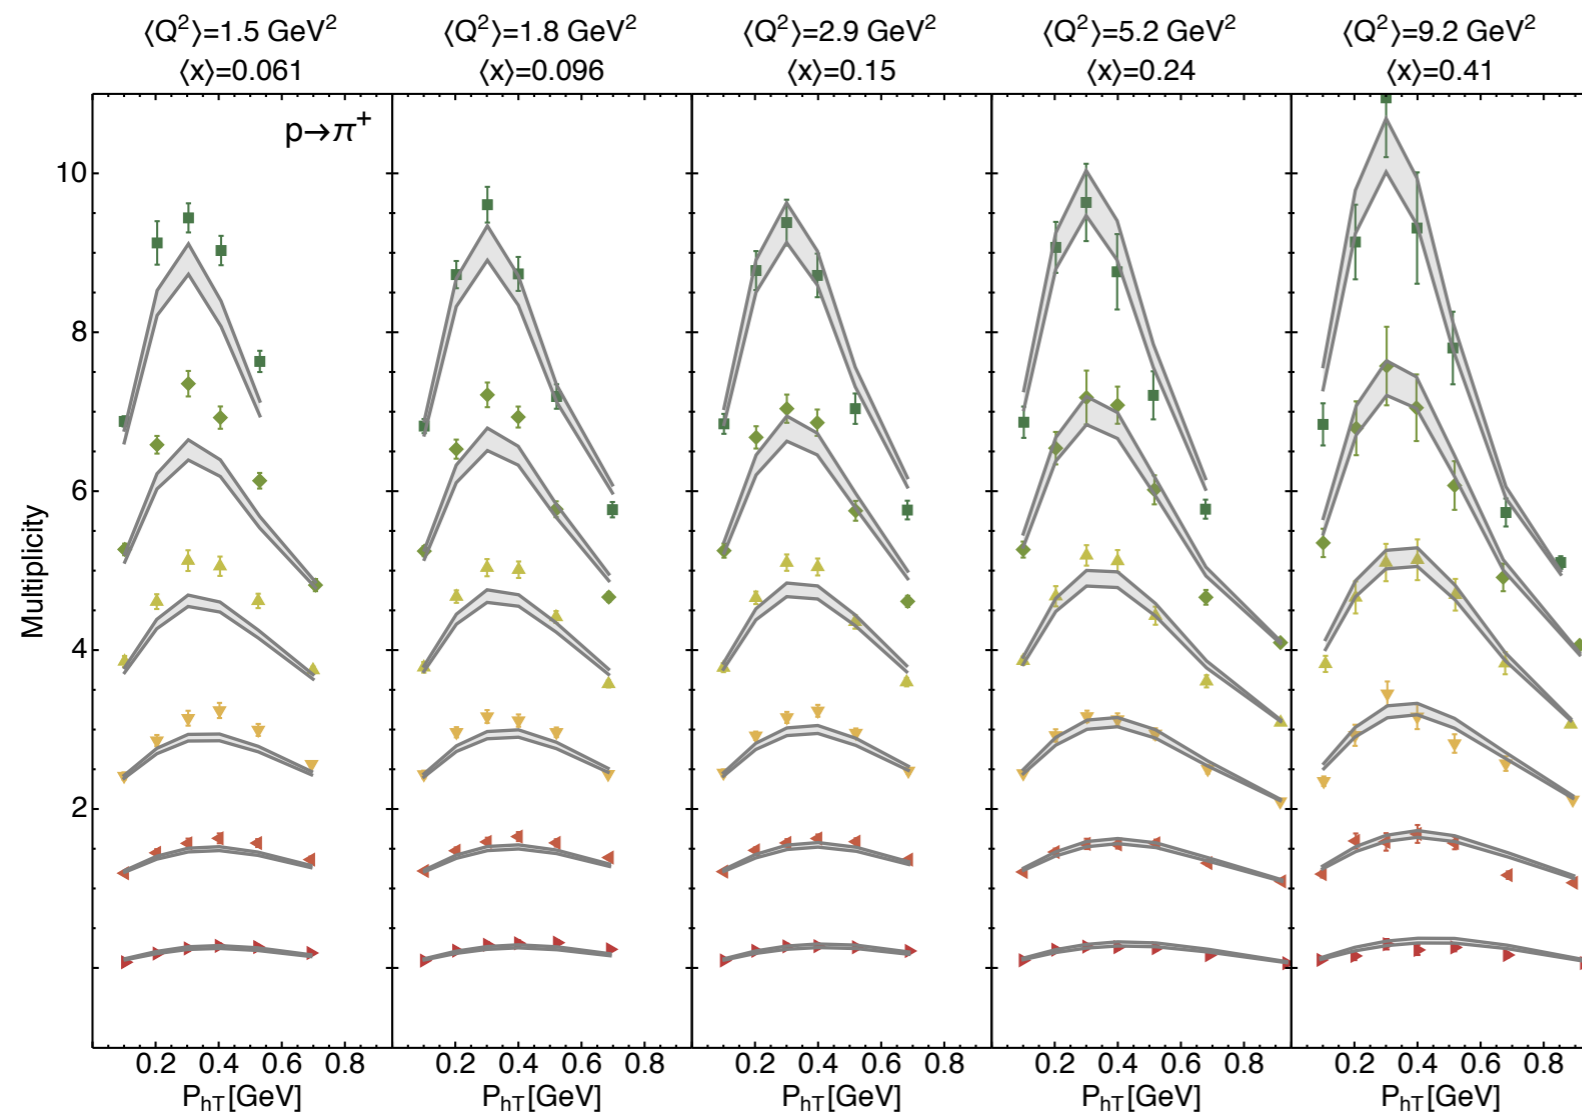 ⟨Q²⟩=1.5 GeV² ⟨Q²⟩=1.8 GeV² ⟨Q²⟩=2.9 GeV² ⟨Q²⟩=5.2 GeV² ⟨Q²⟩=9.2 GeV²
⟨x⟩=0.061 ⟨x⟩=0.096 ⟨x⟩=0.15 ⟨x⟩=0.24 ⟨x⟩=0.41
p→π⁺
10
8
6
4
2
Multiplicity
0.2 0.4 0.6 0.8 0.2 0.4 0.6 0.8 0.2 0.4 0.6 0.8 0.2 0.4 0.6 0.8 0.2 0.4 0.6 0.8
P_hT[GeV] P_hT[GeV] P_hT[GeV] P_hT[GeV] P_hT[GeV]